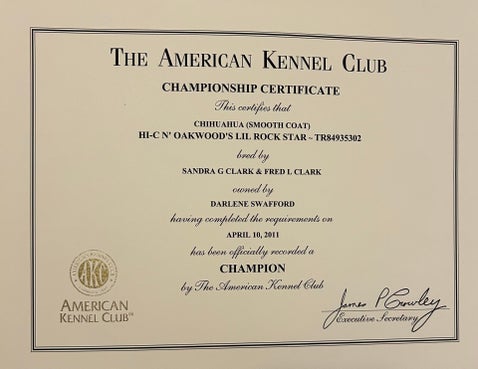 THE AMERICAN KENNEL CLUB
CHAMPIONSHIP CERTIFICATE
This certifies that
CHIHUAHUA (SMOOTH COAT)
HI-C N' OAKWOOD'S LIL ROCK STAR ~ TR84935302
bred by
SANDRA G CLARK & FRED L CLARK
owned by
DARLENE SWAFFORD
having completed the requirements on
APRIL 10, 2011
has been officially recorded a
CHAMPION
by The American Kennel Club
AKC
AMERICAN
KENNEL CLUB℠
James P Crowley
Executive Secretary